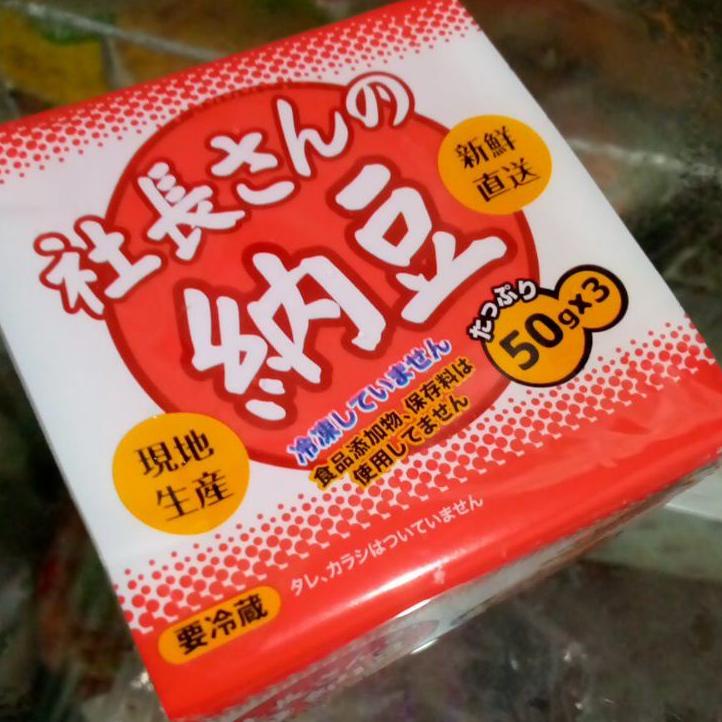 社長さんの
納豆
新鮮
直送
たっぷり
50g×3
冷凍していません
食品添加物、保存料は
使用してません
現地
生産
タレ、カラシはついていません
要冷蔵